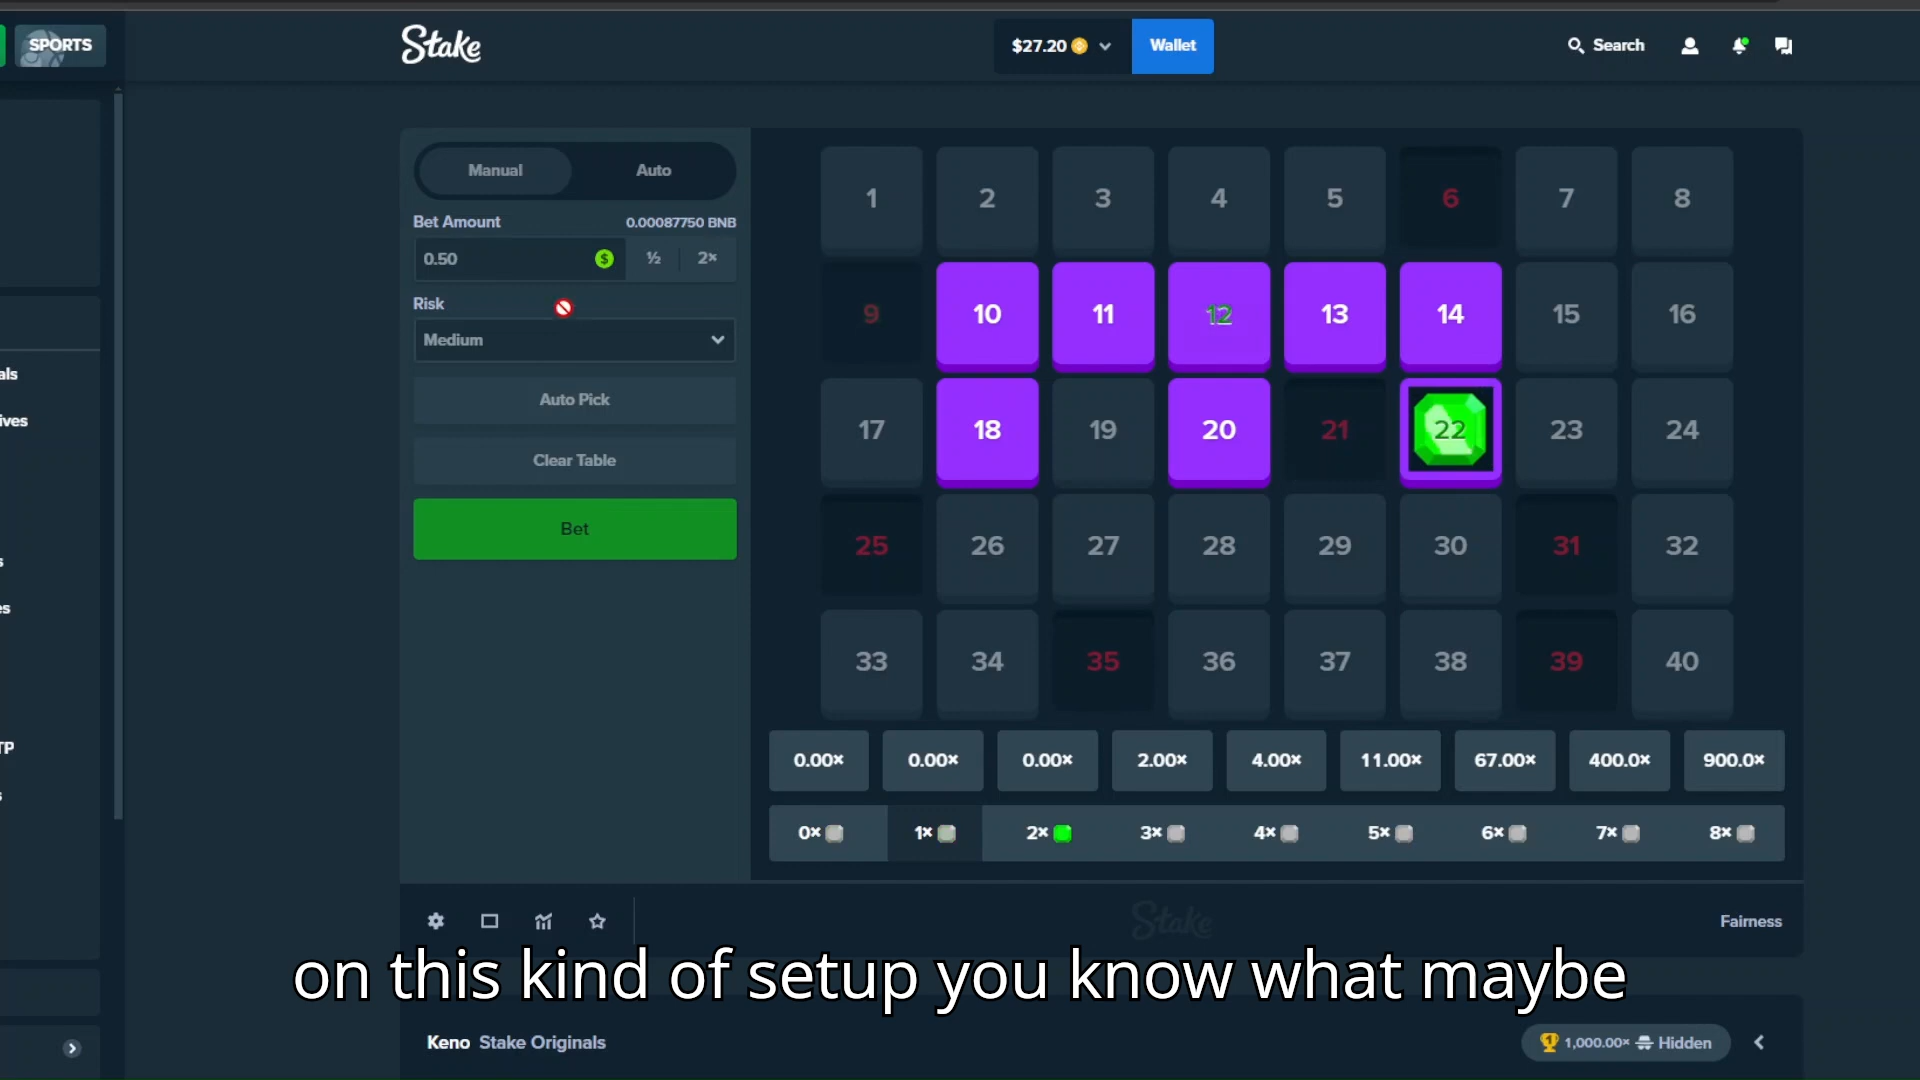 SPORTS
Stake
$27.20
Wallet
Search
Manual
Auto
Bet Amount
0.00087750 BNB
0.50
$
½
2×
Risk
Medium
Auto Pick
Clear Table
Bet
als
ives
s
es
TP
s
1 2 3 4 5 6 7 8
9 10 11 12 13 14 15 16
17 18 19 20 21 22 23 24
25 26 27 28 29 30 31 32
33 34 35 36 37 38 39 40
0.00× 0.00× 0.00× 2.00× 4.00× 11.00× 67.00× 400.0× 900.0×
0× 1× 2× 3× 4× 5× 6× 7× 8×
Stake
Fairness
on this kind of setup you know what maybe
Keno Stake Originals
1,000.00× Hidden